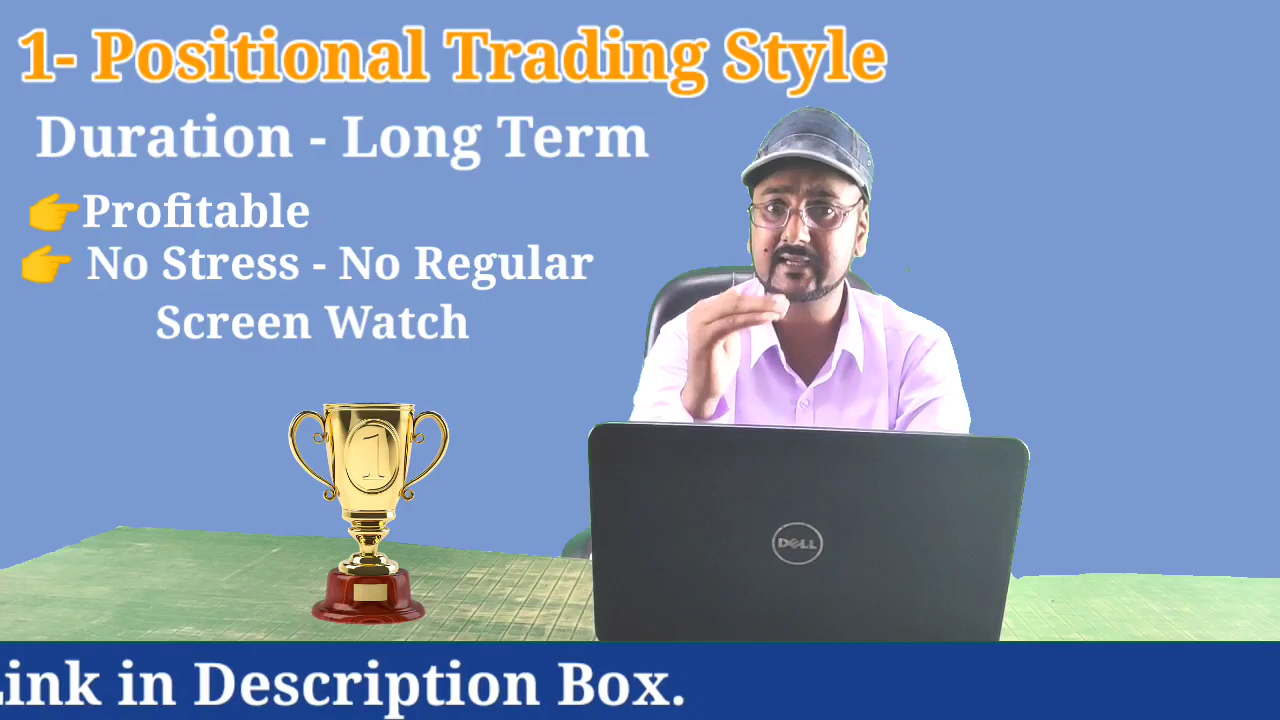 1- Positional Trading Style
Duration - Long Term
👉Profitable
👉 No Stress - No Regular
Screen Watch
1
DELL
Link in Description Box.